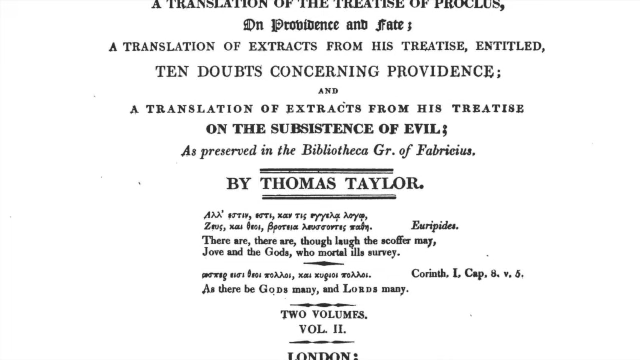 A TRANSLATION OF THE TREATISE OF PROCLUS,
On Providence and Fate;
A TRANSLATION OF EXTRACTS FROM HIS TREATISE, ENTITLED,
TEN DOUBTS CONCERNING PROVIDENCE;
AND
A TRANSLATION OF EXTRACTS FROM HIS TREATISE
ON THE SUBSISTENCE OF EVIL;
As preserved in the Bibliotheca Gr. of Fabricius.
BY THOMAS TAYLOR.
Αλλ' εστιν, εστι, καν τις εγγελα λογῳ,
Ζευς, και θεοι, βροτεια λευσσοντες παθη. Euripides.
There are, there are, though laugh the scoffer may,
Jove and the Gods, who mortal ills survey.
ωσπερ εισι θεοι πολλοι, και κυριοι πολλοι. Corinth. I. Cap. 8. v. 5.
As there be GODS many, and LORDS many.
TWO VOLUMES.
VOL. II.
LONDON: